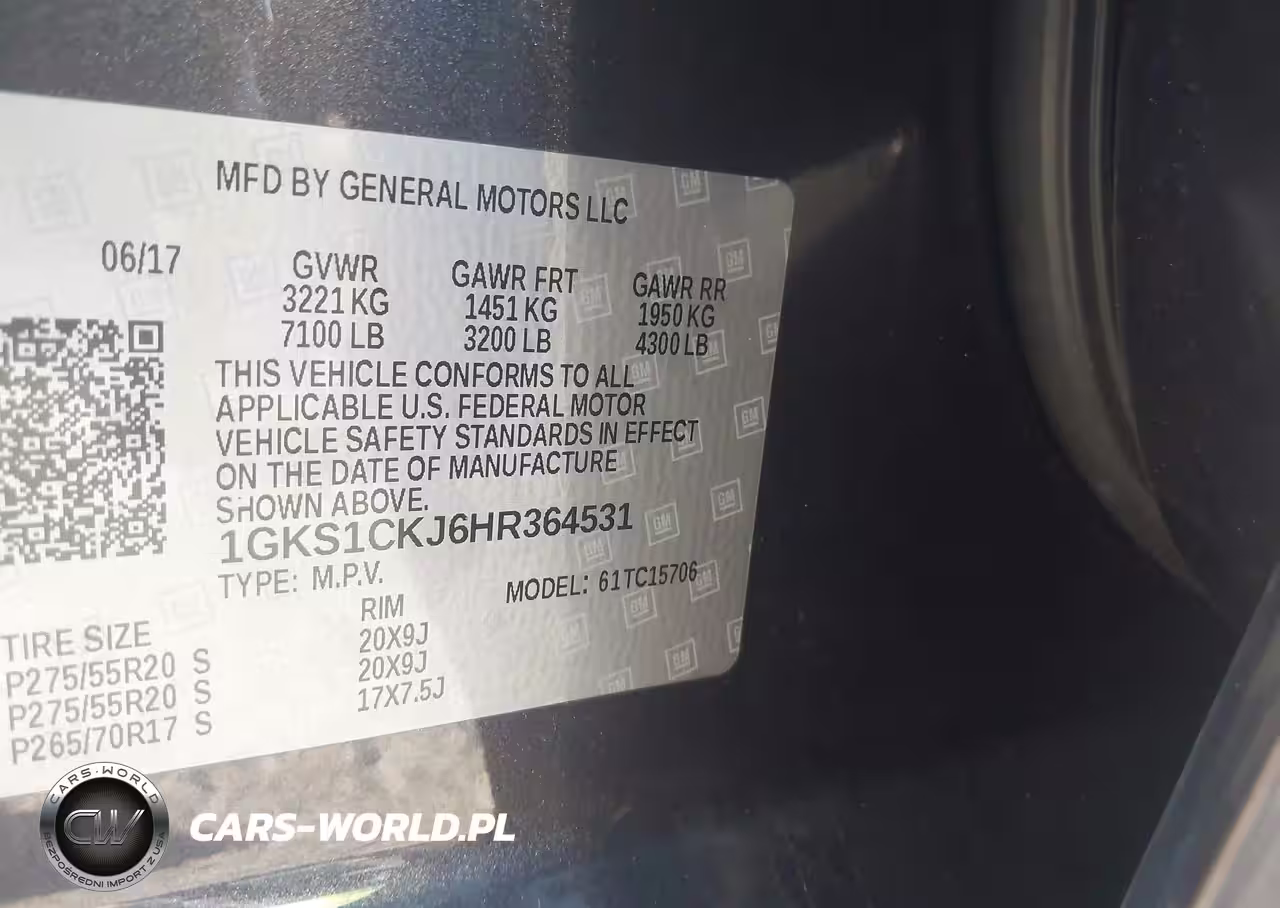 MFD BY GENERAL MOTORS LLC
06/17
GVWR GAWR FRT GAWR RR
3221 KG 1451 KG 1950 KG
7100 LB 3200 LB 4300 LB
THIS VEHICLE CONFORMS TO ALL
APPLICABLE U.S. FEDERAL MOTOR
VEHICLE SAFETY STANDARDS IN EFFECT
ON THE DATE OF MANUFACTURE
SHOWN ABOVE.
1GKS1CKJ6HR364531
TYPE: M.P.V. MODEL: 61TC15706
TIRE SIZE RIM
P275/55R20 S 20X9J
P275/55R20 S 20X9J
P265/70R17 S 17X7.5J
CARS-WORLD
CW
BEZPOŚREDNI IMPORT Z USA
CARS-WORLD.PL